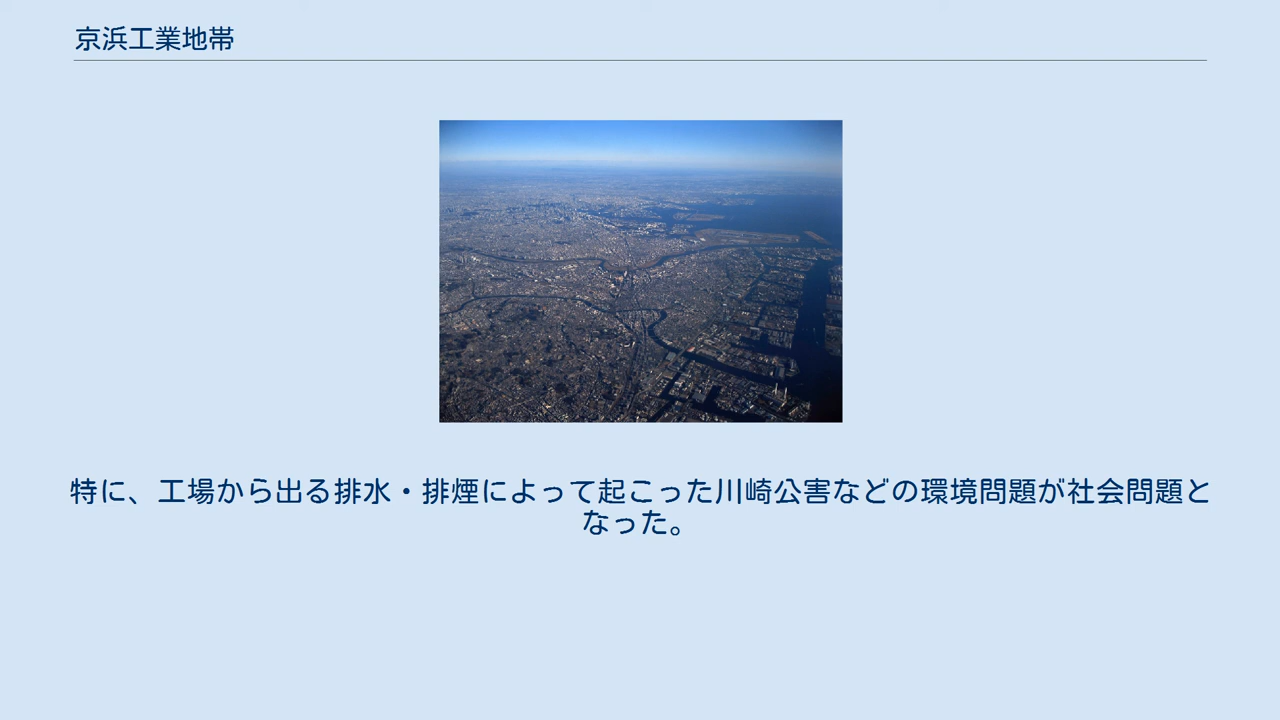 京浜工業地帯
特に、工場から出る排水・排煙によって起こった川崎公害などの環境問題が社会問題と
なった。